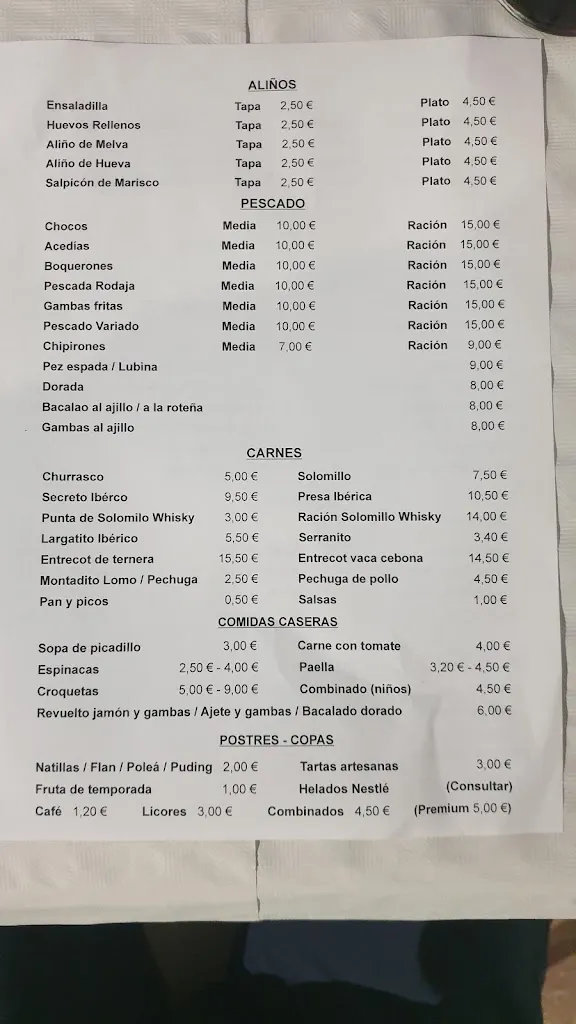 ALIÑOS
Ensaladilla Tapa 2,50 € Plato 4,50 €
Huevos Rellenos Tapa 2,50 € Plato 4,50 €
Aliño de Melva Tapa 2,50 € Plato 4,50 €
Aliño de Hueva Tapa 2,50 € Plato 4,50 €
Salpicón de Marisco Tapa 2,50 € Plato 4,50 €
PESCADO
Chocos Media 10,00 € Ración 15,00 €
Acedías Media 10,00 € Ración 15,00 €
Boquerones Media 10,00 € Ración 15,00 €
Pescada Rodaja Media 10,00 € Ración 15,00 €
Gambas fritas Media 10,00 € Ración 15,00 €
Pescado Variado Media 10,00 € Ración 15,00 €
Chipirones Media 7,00 € Ración 9,00 €
Pez espada / Lubina 9,00 €
Dorada 8,00 €
Bacalao al ajillo / a la roteña 8,00 €
Gambas al ajillo 8,00 €
CARNES
Churrasco 5,00 € Solomillo 7,50 €
Secreto Ibérco 9,50 € Presa Ibérica 10,50 €
Punta de Solomilo Whisky 3,00 € Ración Solomillo Whisky 14,00 €
Largatito Ibérico 5,50 € Serranito 3,40 €
Entrecot de ternera 15,50 € Entrecot vaca cebona 14,50 €
Montadito Lomo / Pechuga 2,50 € Pechuga de pollo 4,50 €
Pan y picos 0,50 € Salsas 1,00 €
COMIDAS CASERAS
Sopa de picadillo 3,00 € Carne con tomate 4,00 €
Espinacas 2,50 € - 4,00 € Paella 3,20 € - 4,50 €
Croquetas 5,00 € - 9,00 € Combinado (niños) 4,50 €
Revuelto jamón y gambas / Ajete y gambas / Bacalado dorado 6,00 €
POSTRES - COPAS
Natillas / Flan / Poleá / Puding 2,00 € Tartas artesanas 3,00 €
Fruta de temporada 1,00 € Helados Nestlé (Consultar)
Café 1,20 € Licores 3,00 € Combinados 4,50 € (Premium 5,00 €)